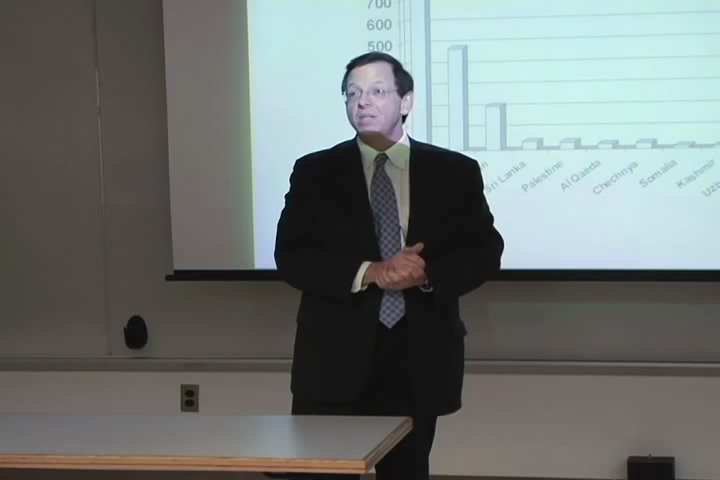 700
600
500
Sri Lanka
Palestine
Al Qaeda
Chechnya
Somalia
Kashmir